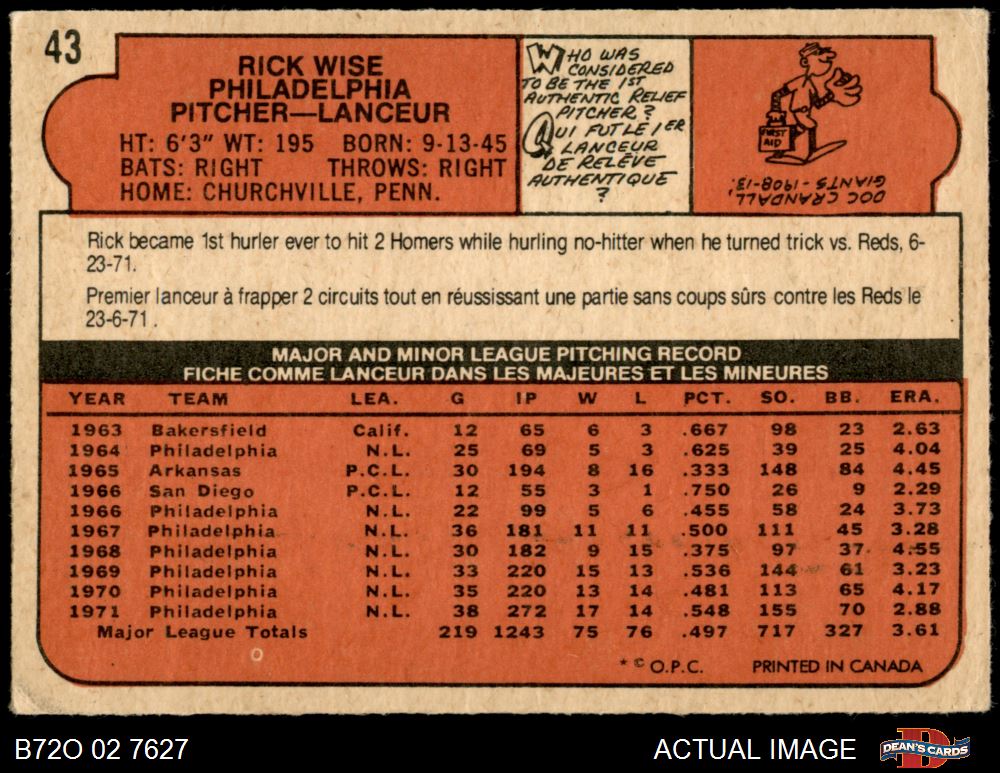 43
RICK WISE
PHILADELPHIA
PITCHER—LANCEUR
HT: 6'3" WT: 195 BORN: 9-13-45
BATS: RIGHT THROWS: RIGHT
HOME: CHURCHVILLE, PENN.
WHO WAS
CONSIDERED
TO BE THE 1ST
AUTHENTIC RELIEF
PITCHER?
QUI FUT LE 1ER
LANCEUR
DE RELÈVE
AUTHENTIQUE
?
FIRST
AID
DOC CRANDALL,
GIANTS - 1908-13.
Rick became 1st hurler ever to hit 2 Homers while hurling no-hitter when he turned trick vs. Reds, 6-
23-71.
Premier lanceur à frapper 2 circuits tout en réussissant une partie sans coups sûrs contre les Reds le
23-6-71.
MAJOR AND MINOR LEAGUE PITCHING RECORD
FICHE COMME LANCEUR DANS LES MAJEURES ET LES MINEURES
YEAR TEAM LEA. G IP W L PCT. SO. BB. ERA.
1963 Bakersfield Calif. 12 65 6 3 .667 98 23 2.63
1964 Philadelphia N.L. 25 69 5 3 .625 39 25 4.04
1965 Arkansas P.C.L. 30 194 8 16 .333 148 84 4.45
1966 San Diego P.C.L. 12 55 3 1 .750 26 9 2.29
1966 Philadelphia N.L. 22 99 5 6 .455 58 24 3.73
1967 Philadelphia N.L. 36 181 11 11 .500 111 45 3.28
1968 Philadelphia N.L. 30 182 9 15 .375 97 37 4.55
1969 Philadelphia N.L. 33 220 15 13 .536 144 61 3.23
1970 Philadelphia N.L. 35 220 13 14 .481 113 65 4.17
1971 Philadelphia N.L. 38 272 17 14 .548 155 70 2.88
Major League Totals 219 1243 75 76 .497 717 327 3.61
* © O.P.C. PRINTED IN CANADA
B72O 02 7627 ACTUAL IMAGE DEAN'S CARDS